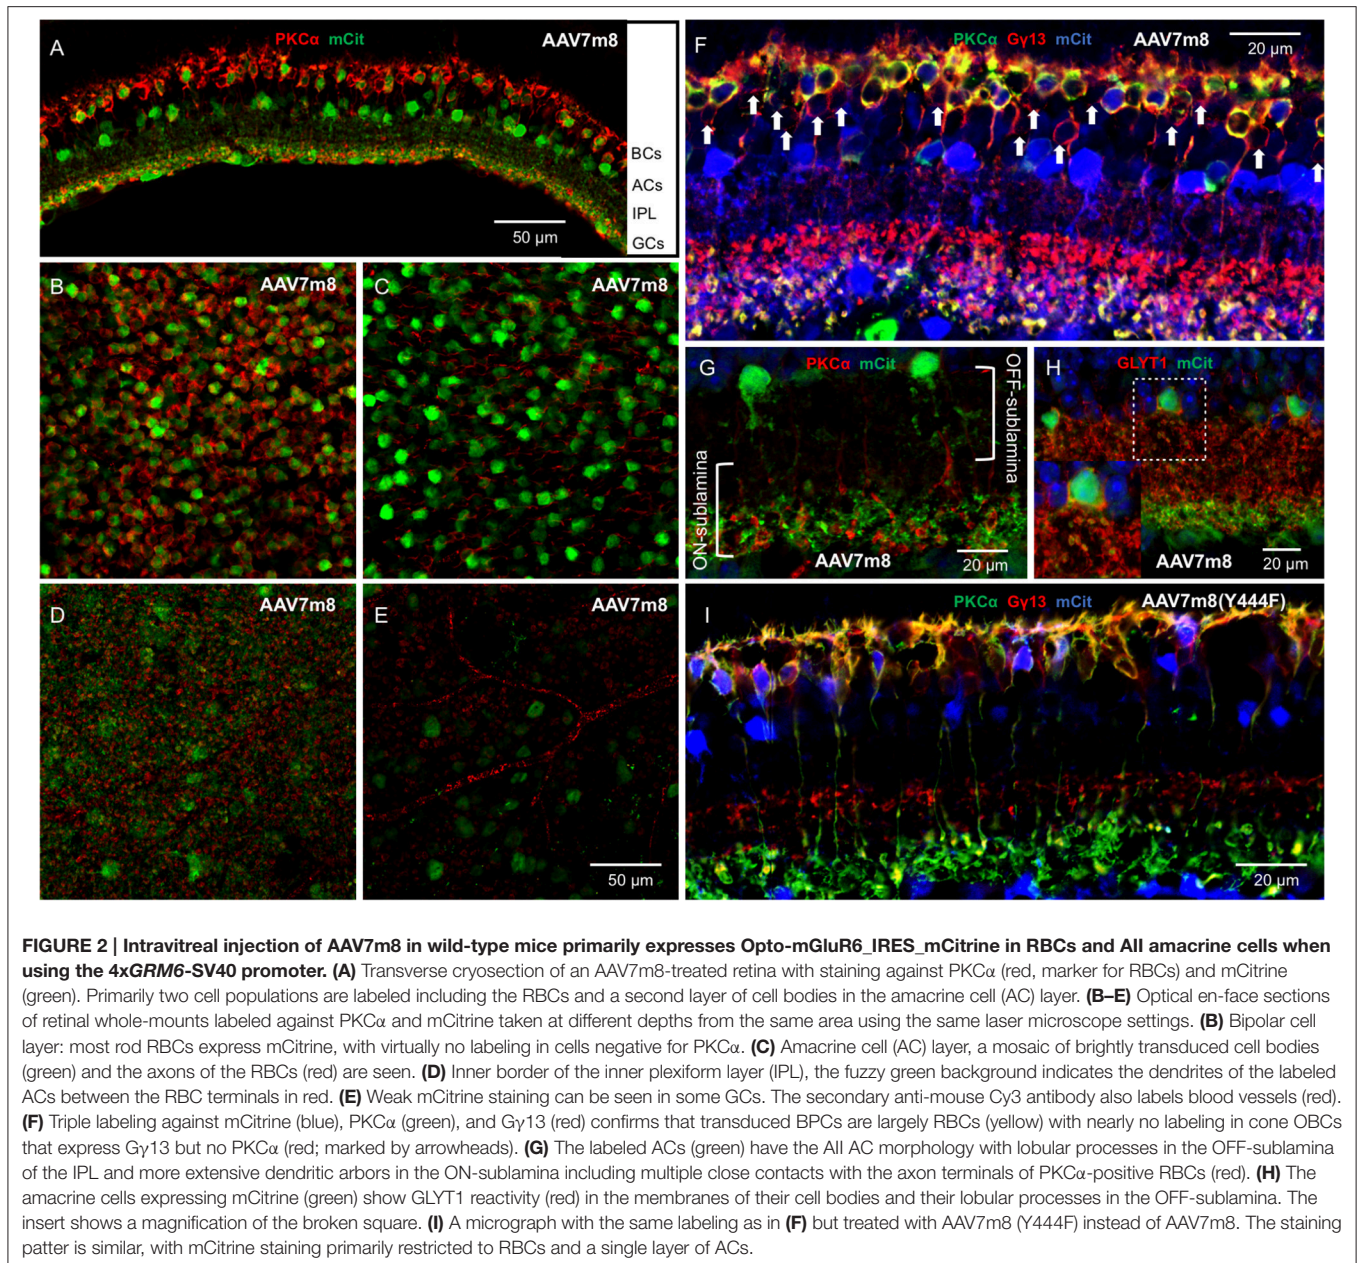 A
PKCα mCit
AAV7m8
BCs
ACs
IPL
GCs
50 µm
B
AAV7m8
C
AAV7m8
D
AAV7m8
E
AAV7m8
50 µm
F
PKCα Gγ13 mCit
AAV7m8
20 µm
G
PKCα mCit
OFF-sublamina
ON-sublamina
AAV7m8
20 µm
H
GLYT1 mCit
AAV7m8
20 µm
I
PKCα Gγ13 mCit
AAV7m8(Y444F)
20 µm
FIGURE 2 | Intravitreal injection of AAV7m8 in wild-type mice primarily expresses Opto-mGluR6_IRES_mCitrine in RBCs and AII amacrine cells when
using the 4xGRM6-SV40 promoter. (A) Transverse cryosection of an AAV7m8-treated retina with staining against PKCα (red, marker for RBCs) and mCitrine
(green). Primarily two cell populations are labeled including the RBCs and a second layer of cell bodies in the amacrine cell (AC) layer. (B–E) Optical en-face sections
of retinal whole-mounts labeled against PKCα and mCitrine taken at different depths from the same area using the same laser microscope settings. (B) Bipolar cell
layer: most rod RBCs express mCitrine, with virtually no labeling in cells negative for PKCα. (C) Amacrine cell (AC) layer, a mosaic of brightly transduced cell bodies
(green) and the axons of the RBCs (red) are seen. (D) Inner border of the inner plexiform layer (IPL), the fuzzy green background indicates the dendrites of the labeled
ACs between the RBC terminals in red. (E) Weak mCitrine staining can be seen in some GCs. The secondary anti-mouse Cy3 antibody also labels blood vessels (red).
(F) Triple labeling against mCitrine (blue), PKCα (green), and Gγ13 (red) confirms that transduced BPCs are largely RBCs (yellow) with nearly no labeling in cone OBCs
that express Gγ13 but no PKCα (red; marked by arrowheads). (G) The labeled ACs (green) have the AII AC morphology with lobular processes in the OFF-sublamina
of the IPL and more extensive dendritic arbors in the ON-sublamina including multiple close contacts with the axon terminals of PKCα-positive RBCs (red). (H) The
amacrine cells expressing mCitrine (green) show GLYT1 reactivity (red) in the membranes of their cell bodies and their lobular processes in the OFF-sublamina. The
insert shows a magnification of the broken square. (I) A micrograph with the same labeling as in (F) but treated with AAV7m8 (Y444F) instead of AAV7m8. The staining
patter is similar, with mCitrine staining primarily restricted to RBCs and a single layer of ACs.